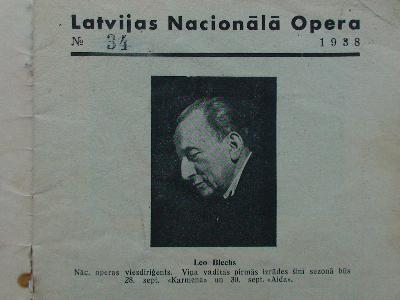 Latvijas Nacionālā Opera
№ 34 1938
Leo Blechs
Nac. operas viesdiriģents. Viņa vadītas pirmās izrādes šinī sezonā būs
28. sept. «Karmena» un 30. sept. «Aida».